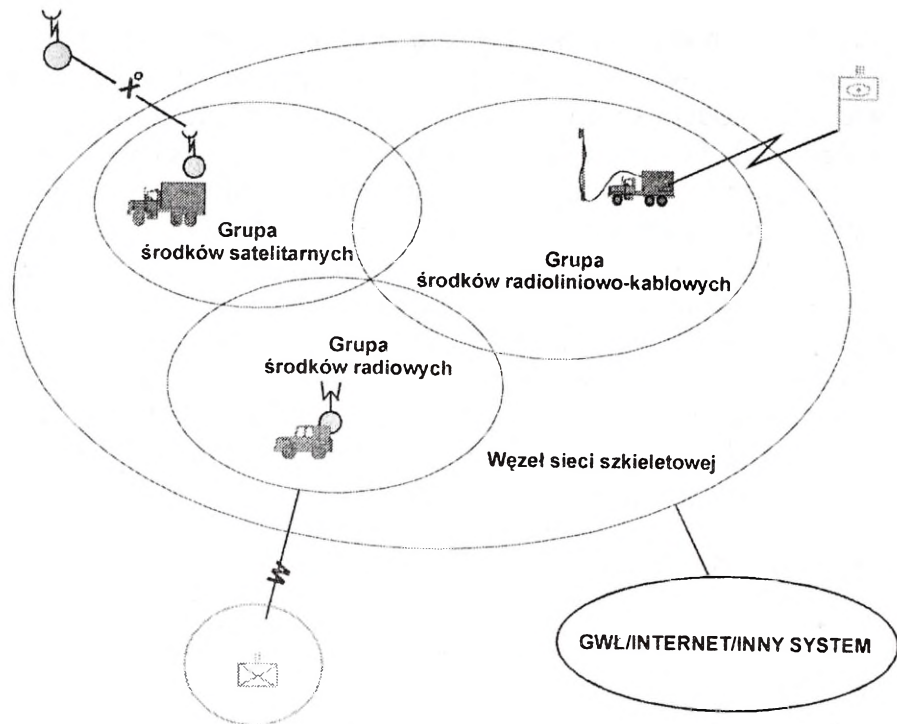 Grupa
środków satelitarnych
Grupa
środków radioliniowo-kablowych
Grupa
środków radiowych
Węzeł sieci szkieletowej
GWŁ/INTERNET/INNY SYSTEM